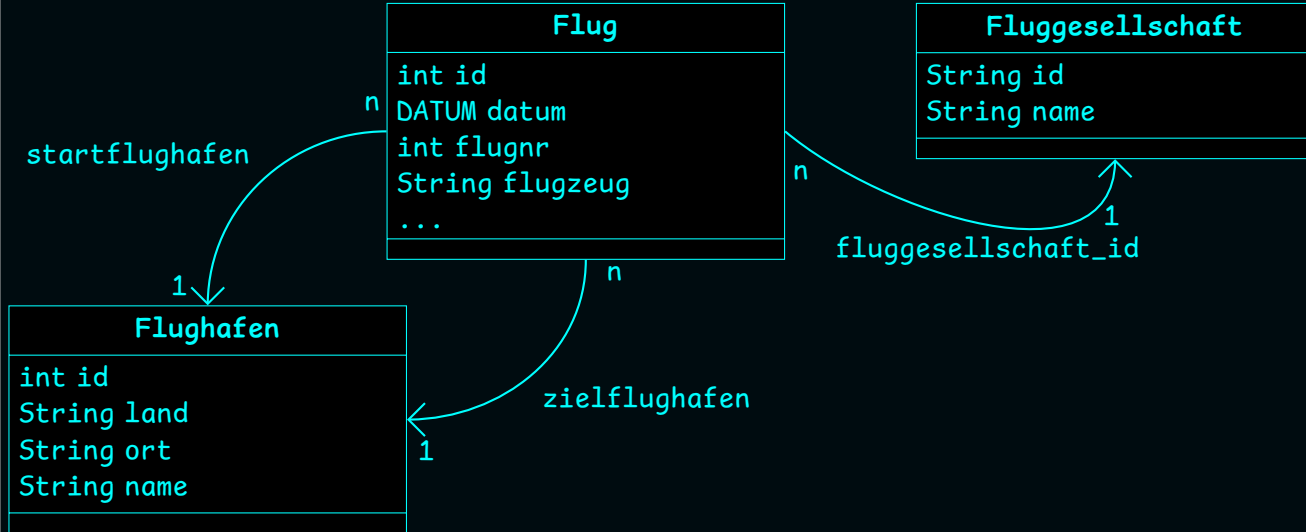 Flug
int id
DATUM datum
int flugnr
String flugzeug
...
Fluggesellschaft
String id
String name
n
startflughafen
1
n
1
fluggesellschaft_id
n
zielflughafen
1
Flughafen
int id
String land
String ort
String name